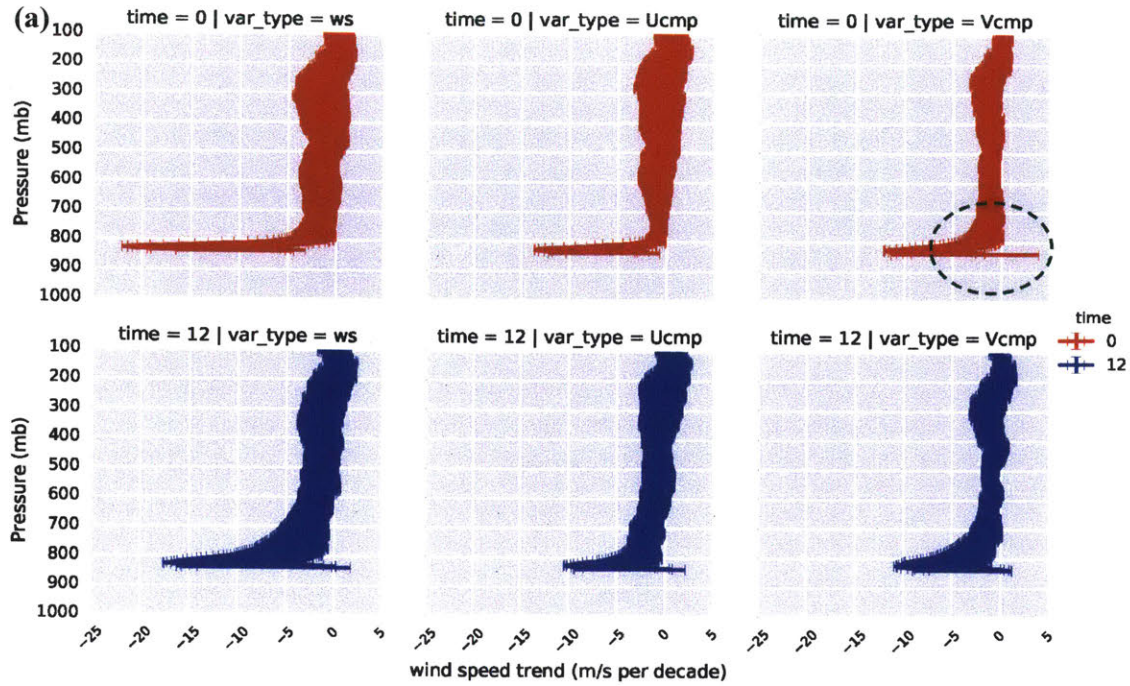 (a)
time = 0 | var_type = ws
time = 0 | var_type = Ucmp
time = 0 | var_type = Vcmp
100
200
300
400
500
600
700
800
900
1000
Pressure (mb)
time = 12 | var_type = ws
time = 12 | var_type = Ucmp
time = 12 | var_type = Vcmp
time
0
12
100
200
300
400
500
600
700
800
900
1000
Pressure (mb)
−25 −20 −15 −10 −5 0 5
−25 −20 −15 −10 −5 0 5
−25 −20 −15 −10 −5 0 5
wind speed trend (m/s per decade)